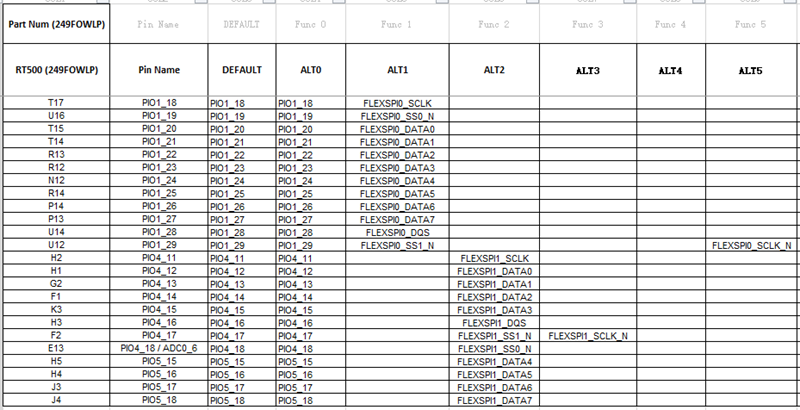 Part Num (249FOWLP) Pin Name DEFAULT Func 0 Func 1 Func 2 Func 3 Func 4 Func 5
RT500 (249FOWLP) Pin Name DEFAULT ALT0 ALT1 ALT2 ALT3 ALT4 ALT5
T17 PIO1_18 PIO1_18 PIO1_18 FLEXSPI0_SCLK
U16 PIO1_19 PIO1_19 PIO1_19 FLEXSPI0_SS0_N
T15 PIO1_20 PIO1_20 PIO1_20 FLEXSPI0_DATA0
T14 PIO1_21 PIO1_21 PIO1_21 FLEXSPI0_DATA1
R13 PIO1_22 PIO1_22 PIO1_22 FLEXSPI0_DATA2
R12 PIO1_23 PIO1_23 PIO1_23 FLEXSPI0_DATA3
N12 PIO1_24 PIO1_24 PIO1_24 FLEXSPI0_DATA4
R14 PIO1_25 PIO1_25 PIO1_25 FLEXSPI0_DATA5
P14 PIO1_26 PIO1_26 PIO1_26 FLEXSPI0_DATA6
P13 PIO1_27 PIO1_27 PIO1_27 FLEXSPI0_DATA7
U14 PIO1_28 PIO1_28 PIO1_28 FLEXSPI0_DQS
U12 PIO1_29 PIO1_29 PIO1_29 FLEXSPI0_SS1_N FLEXSPI0_SCLK_N
H2 PIO4_11 PIO4_11 PIO4_11 FLEXSPI1_SCLK
H1 PIO4_12 PIO4_12 PIO4_12 FLEXSPI1_DATA0
G2 PIO4_13 PIO4_13 PIO4_13 FLEXSPI1_DATA1
F1 PIO4_14 PIO4_14 PIO4_14 FLEXSPI1_DATA2
K3 PIO4_15 PIO4_15 PIO4_15 FLEXSPI1_DATA3
H3 PIO4_16 PIO4_16 PIO4_16 FLEXSPI1_DQS
F2 PIO4_17 PIO4_17 PIO4_17 FLEXSPI1_SS1_N FLEXSPI1_SCLK_N
E13 PIO4_18 / ADC0_6 PIO4_18 PIO4_18 FLEXSPI1_SS0_N
H5 PIO5_15 PIO5_15 PIO5_15 FLEXSPI1_DATA4
H4 PIO5_16 PIO5_16 PIO5_16 FLEXSPI1_DATA5
J3 PIO5_17 PIO5_17 PIO5_17 FLEXSPI1_DATA6
J4 PIO5_18 PIO5_18 PIO5_18 FLEXSPI1_DATA7